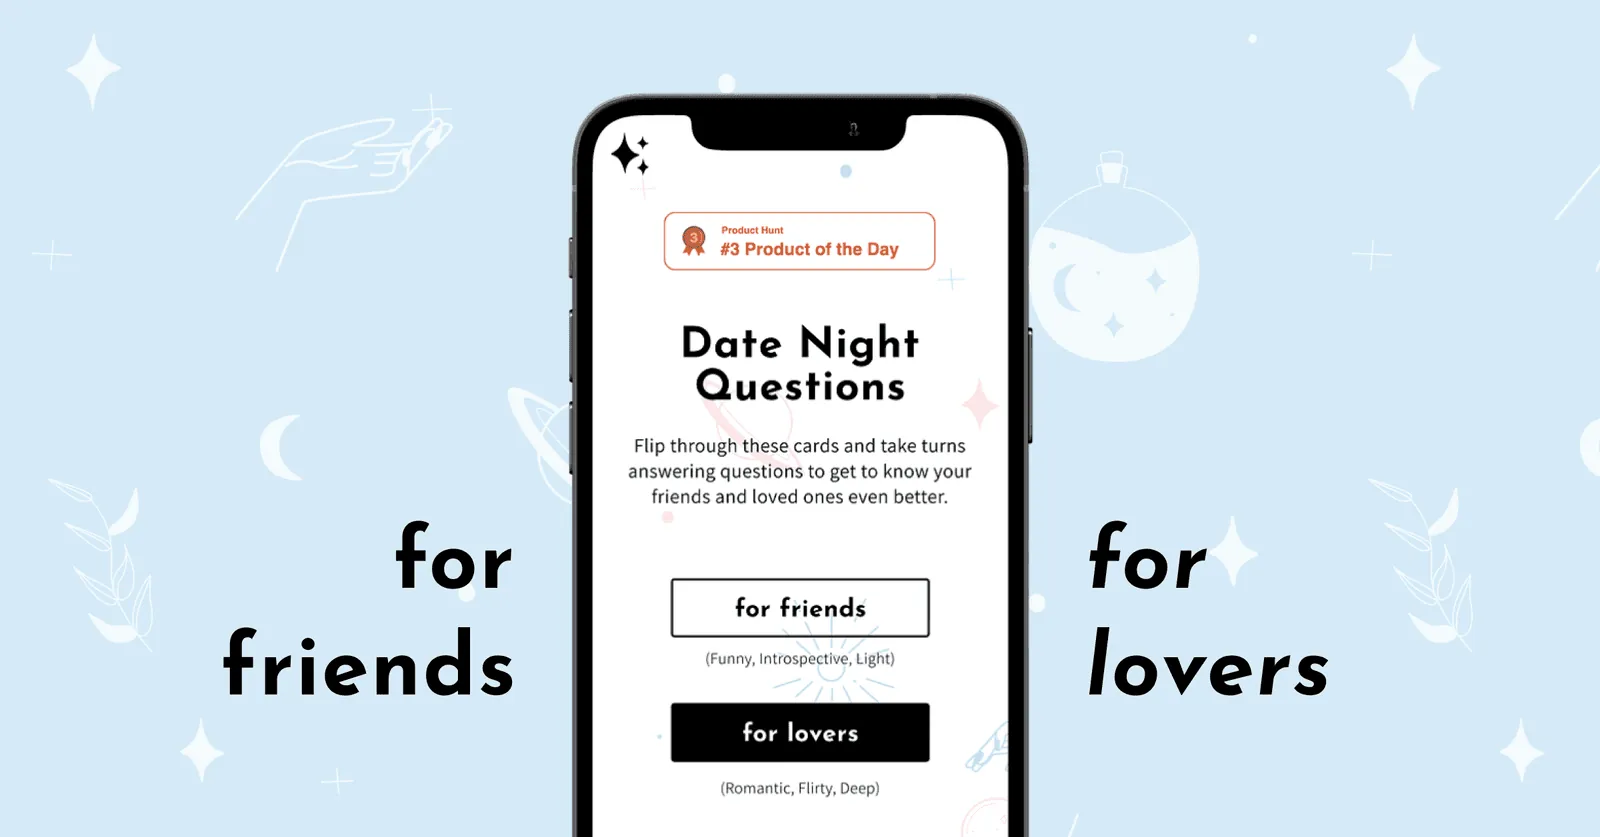 Product Hunt
#3 Product of the Day
3
Date Night
Questions
Flip through these cards and take turns
answering questions to get to know your
friends and loved ones even better.
for friends
(Funny, Introspective, Light)
for lovers
(Romantic, Flirty, Deep)
for
friends
for
lovers